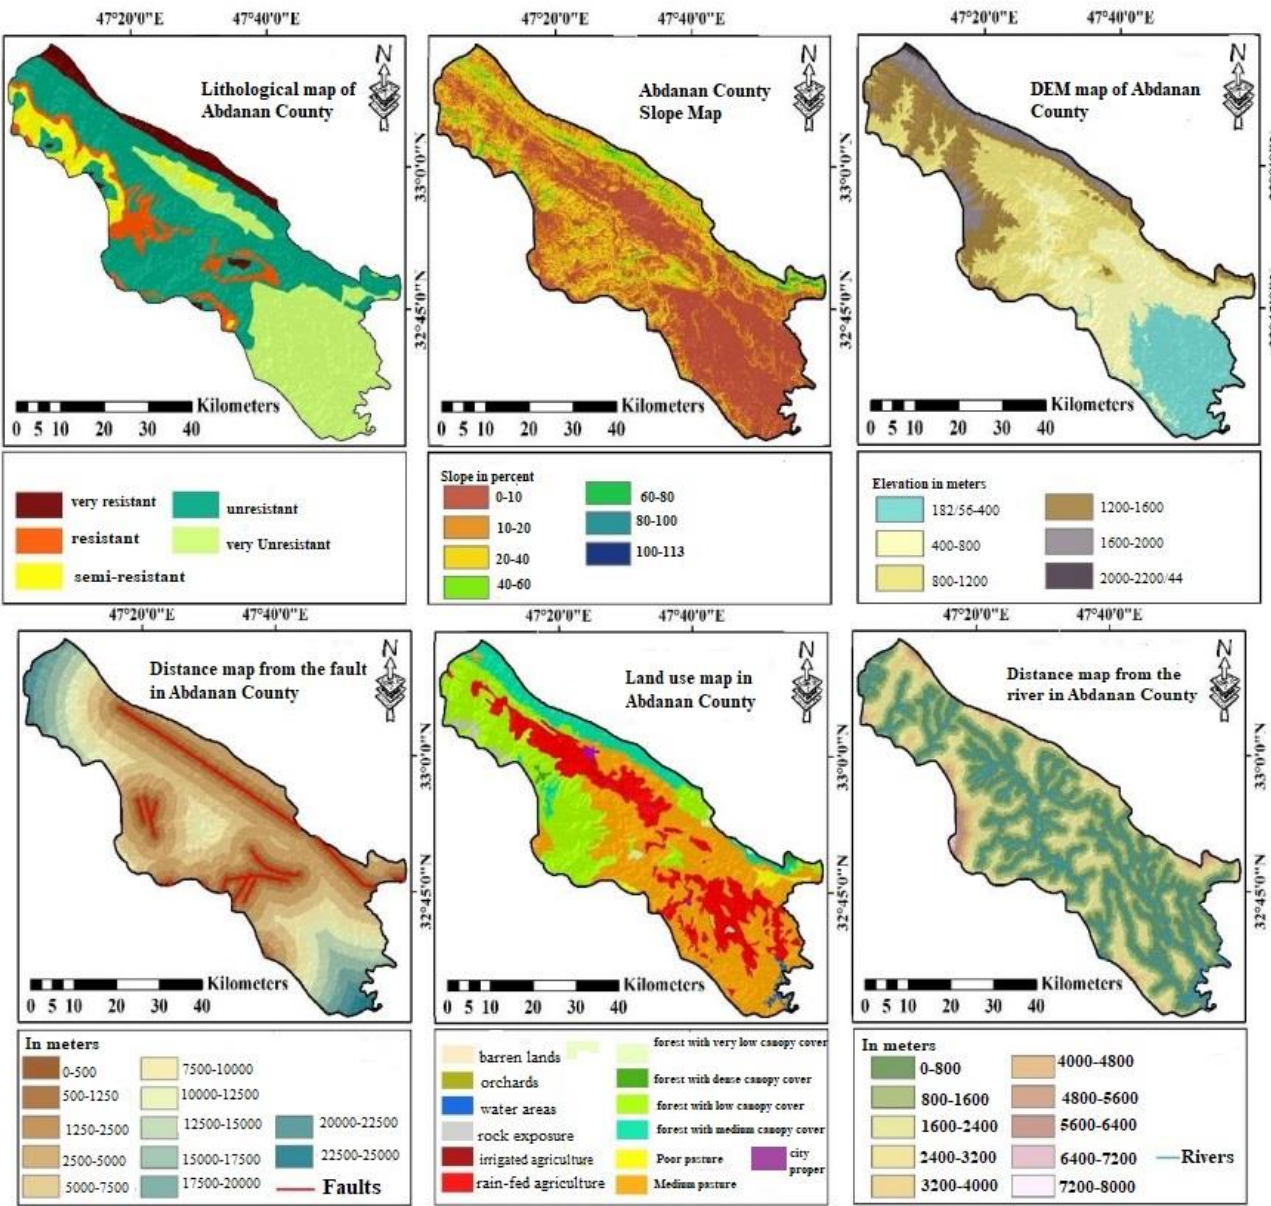 47°20'0"E 47°40'0"E
47°20'0"E 47°40'0"E
47°20'0"E 47°40'0"E
N
Lithological map of
Abdanan County
33°0'0"N
32°45'0"N
Kilometers
0 5 10 20 30 40
N
Abdanan County
Slope Map
33°0'0"N
32°45'0"N
Kilometers
0 5 10 20 30 40
N
DEM map of Abdanan
County
Kilometers
0 5 10 20 30 40
very resistant
unresistant
resistant
very Unresistant
semi-resistant
Slope in percent
0-10
10-20
20-40
40-60
60-80
80-100
100-113
Elevation in meters
182/56-400
400-800
800-1200
1200-1600
1600-2000
2000-2200/44
47°20'0"E 47°40'0"E
47°20'0"E 47°40'0"E
47°20'0"E 47°40'0"E
N
Distance map from the fault
in Abdanan County
33°0'0"N
32°45'0"N
Kilometers
0 5 10 20 30 40
N
Land use map in
Abdanan County
33°0'0"N
32°45'0"N
Kilometers
0 5 10 20 30 40
N
Distance map from the
river in Abdanan County
33°0'0"N
32°45'0"N
Kilometers
0 5 10 20 30 40
In meters
0-500
500-1250
1250-2500
2500-5000
5000-7500
7500-10000
10000-12500
12500-15000
15000-17500
17500-20000
20000-22500
22500-25000
Faults
barren lands
orchards
water areas
rock exposure
irrigated agriculture
rain-fed agriculture
forest with very low canopy cover
forest with dense canopy cover
forest with low canopy cover
forest with medium canopy cover
Poor pasture
Medium pasture
city
proper
In meters
0-800
800-1600
1600-2400
2400-3200
3200-4000
4000-4800
4800-5600
5600-6400
6400-7200
7200-8000
Rivers